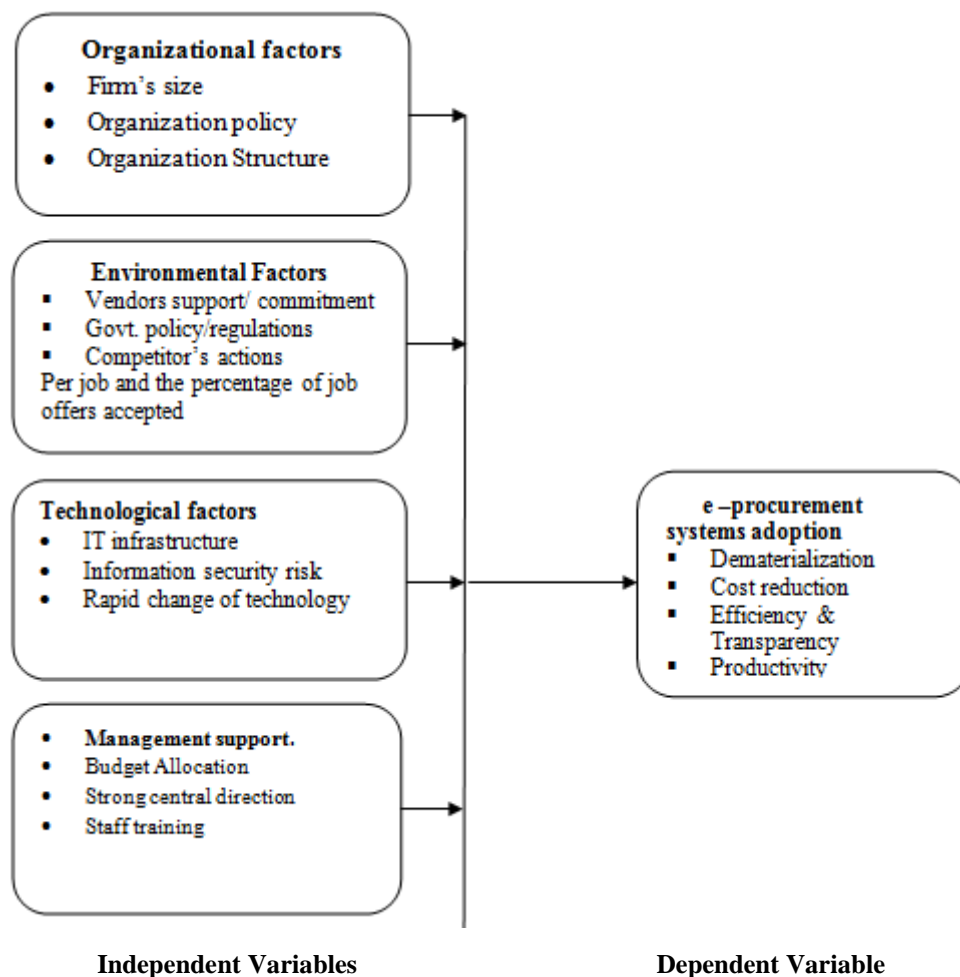 Organizational factors
• Firm's size
• Organization policy
• Organization Structure
Environmental Factors
▪ Vendors support/ commitment
▪ Govt. policy/regulations
▪ Competitor's actions
Per job and the percentage of job
offers accepted
Technological factors
• IT infrastructure
• Information security risk
• Rapid change of technology
• Management support.
• Budget Allocation
• Strong central direction
• Staff training
e –procurement
systems adoption
▪ Dematerialization
▪ Cost reduction
▪ Efficiency &
Transparency
▪ Productivity
Independent Variables
Dependent Variable